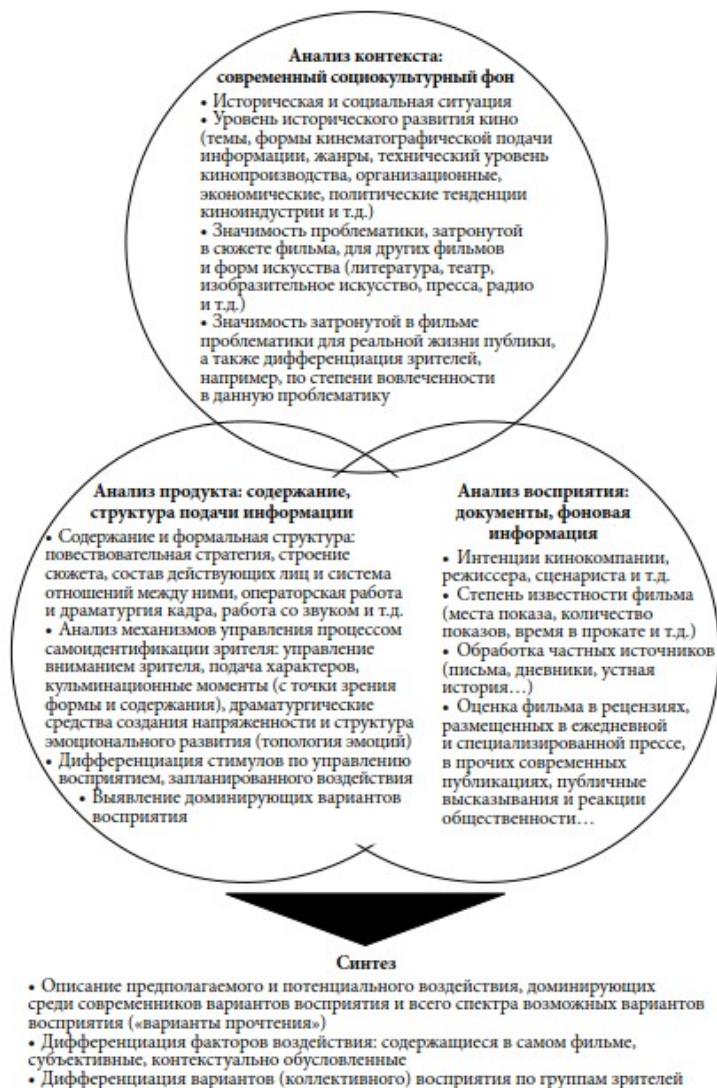 Анализ контекста:
современный социокультурный фон
• Историческая и социальная ситуация
• Уровень исторического развития кино
(темы, формы кинематографической подачи
информации, жанры, технический уровень
кинопроизводства, организационные,
экономические, политические тенденции
киноиндустрии и т.д.)
• Значимость проблематики, затронутой
в сюжете фильма, для других фильмов
и форм искусства (литература, театр,
изобразительное искусство, пресса, радио
и т.д.)
• Значимость затронутой в фильме
проблематики для реальной жизни публики,
а также дифференциация зрителей,
например, по степени вовлеченности
в данную проблематику
Анализ продукта: содержание,
структура подачи информации
• Содержание и формальная структура:
повествовательная стратегия, строение
сюжета, состав действующих лиц и система
отношений между ними, операторская работа
и драматургия кадра, работа со звуком и т.д.
• Анализ механизмов управления процессом
самоидентификации зрителя: управление
вниманием зрителя, подача характеров,
кульминационные моменты (с точки зрения
формы и содержания), драматургические
средства создания напряженности и структура
эмоционального развития (топология эмоций)
• Дифференциация стимулов по управлению
восприятием, запланированного воздействия
• Выявление доминирующих вариантов
восприятия
Анализ восприятия:
документы, фоновая
информация
• Интенции кинокомпании,
режиссера, сценариста и т.д.
• Степень известности фильма
(места показа, количество
показов, время в прокате и т.д.)
• Обработка частных источников
(письма, дневники, устная
история…)
• Оценка фильма в рецензиях,
размещенных в ежедневной
и специализированной прессе,
в прочих современных
публикациях, публичные
высказывания и реакции
общественности…
Синтез
• Описание предполагаемого и потенциального воздействия, доминирующих
среди современников вариантов восприятия и всего спектра возможных вариантов
восприятия («варианты прочтения»)
• Дифференциация факторов воздействия: содержащиеся в самом фильме,
субъективные, контекстуально обусловленные
• Дифференциация вариантов (коллективного) восприятия по группам зрителей